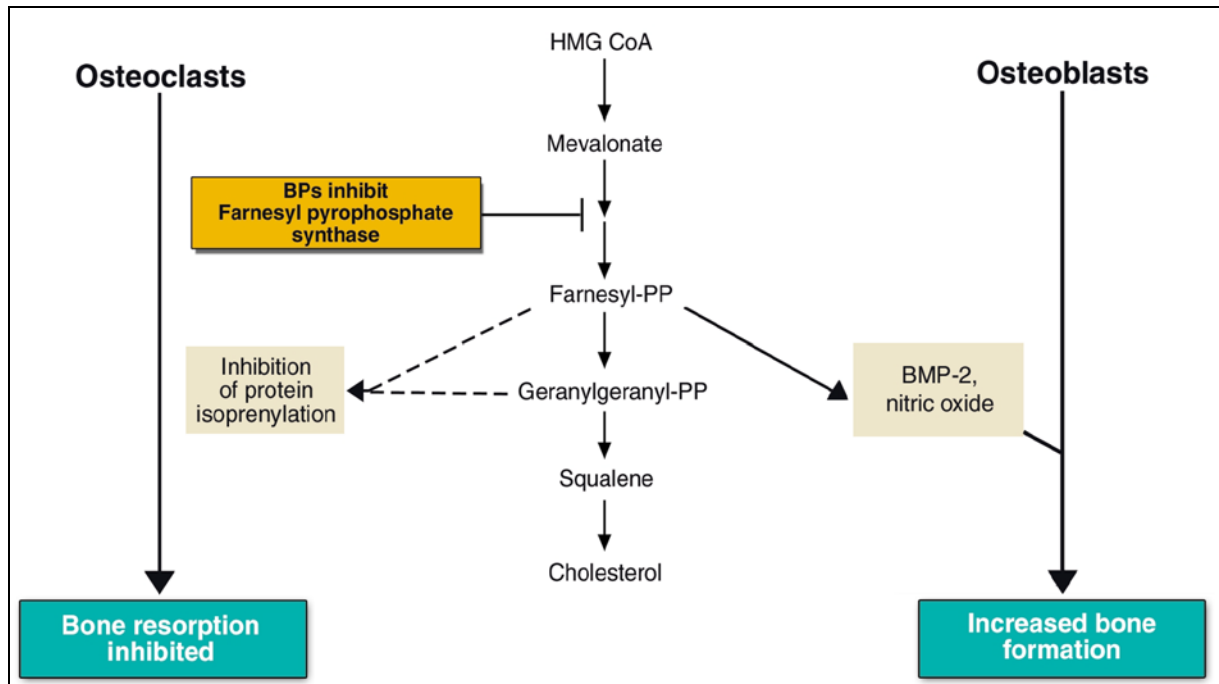 HMG CoA
Osteoclasts
Osteoblasts
Mevalonate
BPs inhibit
Farnesyl pyrophosphate
synthase
Farnesyl-PP
Inhibition
of protein
isoprenylation
Geranylgeranyl-PP
BMP-2,
nitric oxide
Squalene
Cholesterol
Bone resorption
inhibited
Increased bone
formation